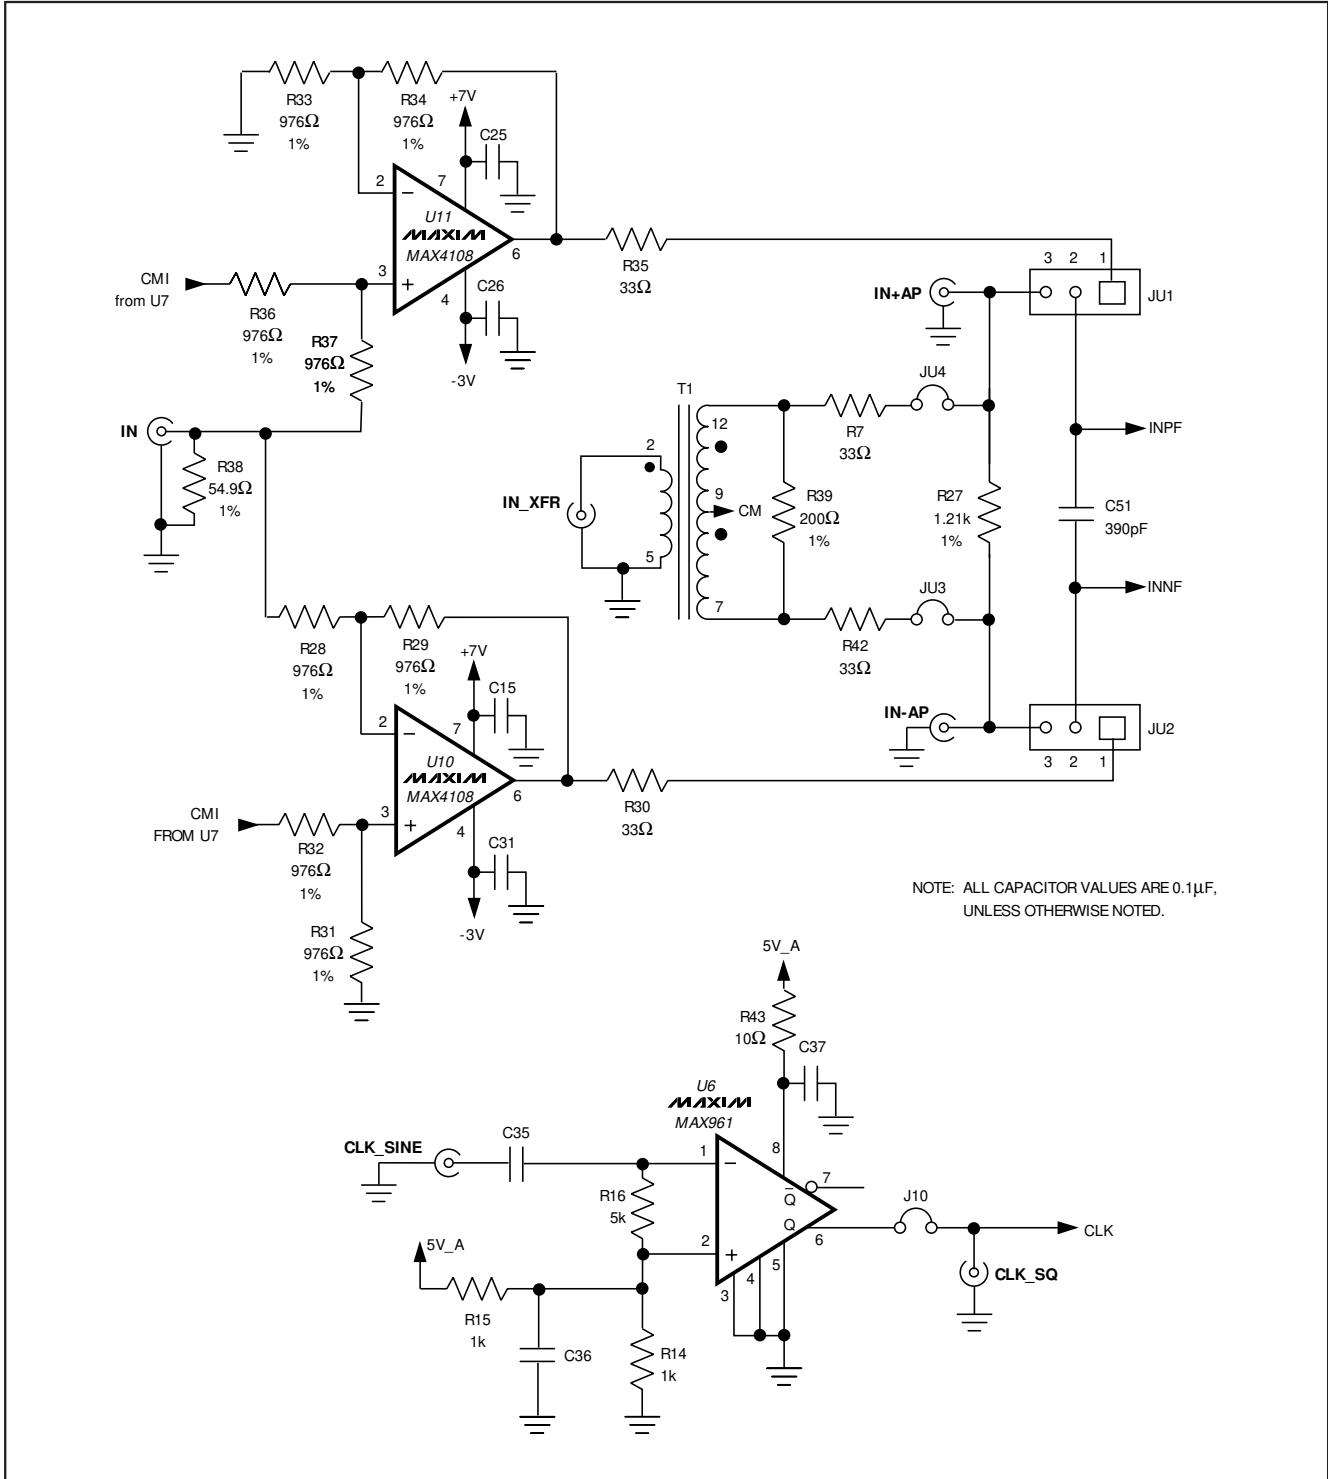 R33
976Ω
1%
R34
976Ω
1%
+7V
C25
2
7
U11
MAXIM
MAX4108
6
3
4
CMI
from U7
R36
976Ω
1%
R37
976Ω
1%
C26
-3V
R35
33Ω
3 2 1
JU1
IN+AP
IN
R38
54.9Ω
1%
T1
2
5
12
9
7
CM
IN_XFR
R39
200Ω
1%
R7
33Ω
JU4
R27
1.21k
1%
INPF
C51
390pF
INNF
JU3
R42
33Ω
IN-AP
JU2
3 2 1
R28
976Ω
1%
R29
976Ω
1%
+7V
C15
2
7
U10
MAXIM
MAX4108
6
3
4
CMI
FROM U7
R32
976Ω
1%
R31
976Ω
1%
C31
-3V
R30
33Ω
NOTE: ALL CAPACITOR VALUES ARE 0.1µF,
UNLESS OTHERWISE NOTED.
5V_A
R43
10Ω
C37
U6
MAXIM
MAX961
8
CLK_SINE
C35
1
R16
5k
2
Q
7
Q
6
J10
CLK
CLK_SQ
3
4
5
5V_A
R15
1k
C36
R14
1k